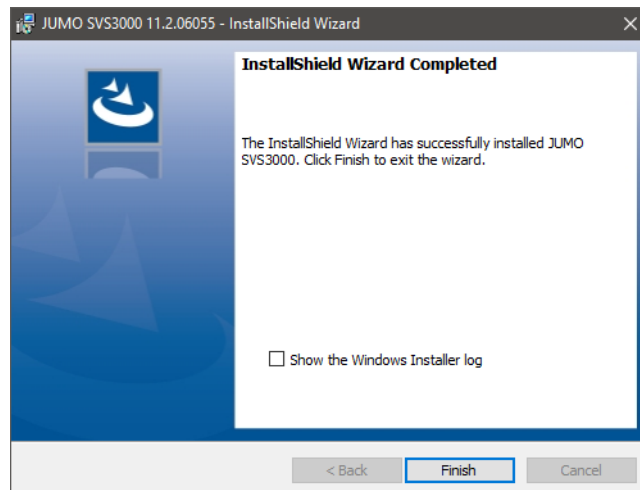 JUMO SVS3000 11.2.06055 - InstallShield Wizard
InstallShield Wizard Completed
The InstallShield Wizard has successfully installed JUMO
SVS3000. Click Finish to exit the wizard.
Show the Windows Installer log
< Back
Finish
Cancel